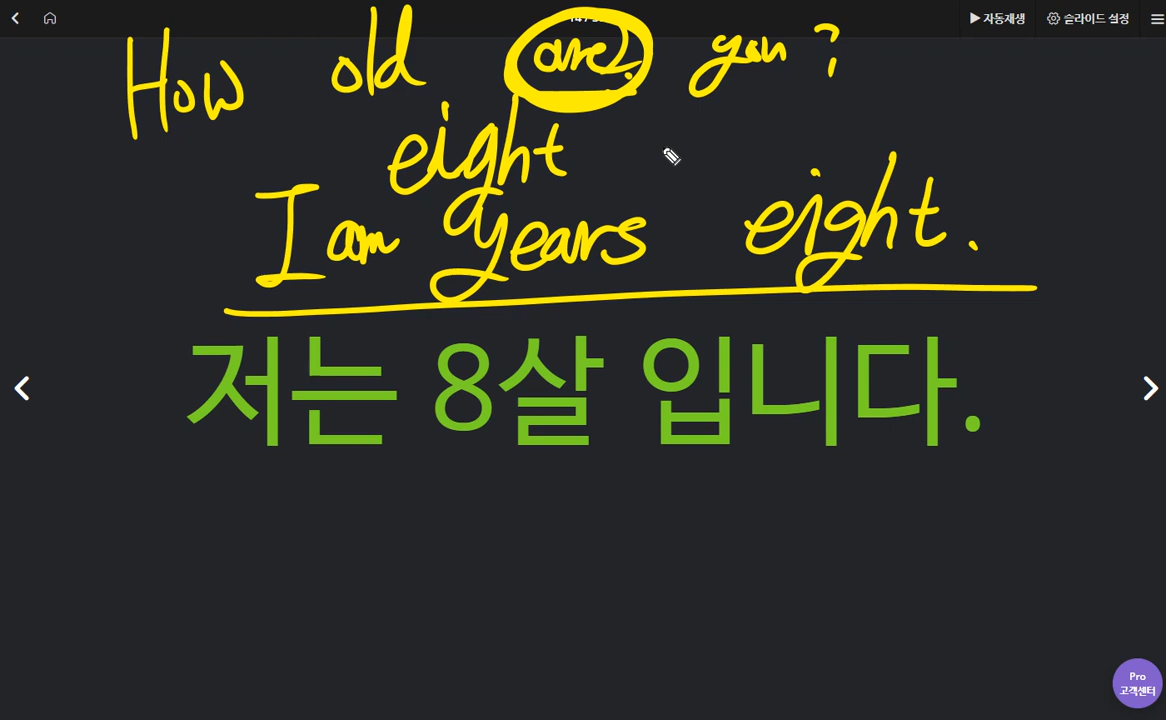 자동재생 슬라이드 설정
How old are you?
eight
I am years eight.
저는 8살 입니다.
Pro
고객센터